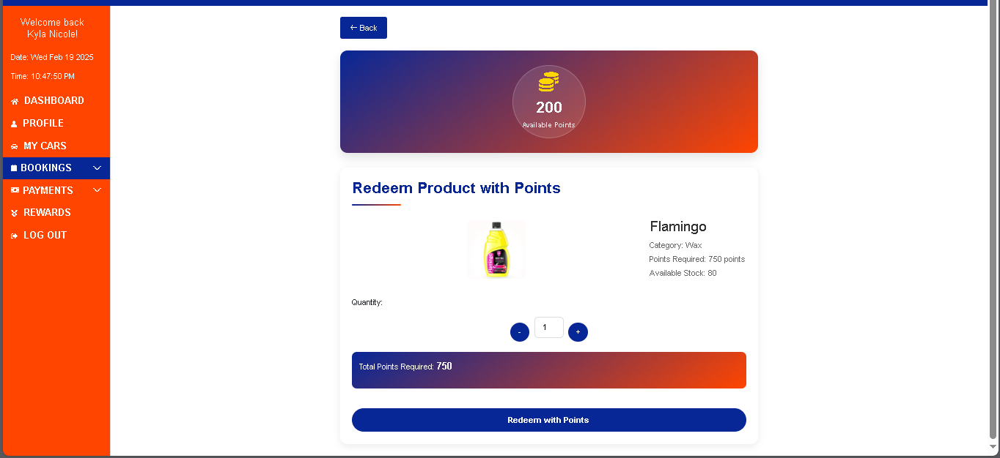 Welcome back
Kyla Nicole!
Date: Wed Feb 19 2025
Time: 10:47:50 PM
DASHBOARD
PROFILE
MY CARS
BOOKINGS
PAYMENTS
REWARDS
LOG OUT
← Back
200
Available Points
Redeem Product with Points
Flamingo
Flamingo
Category: Wax
Points Required: 750 points
Available Stock: 80
Quantity:
- 1 +
Total Points Required: 750
Redeem with Points